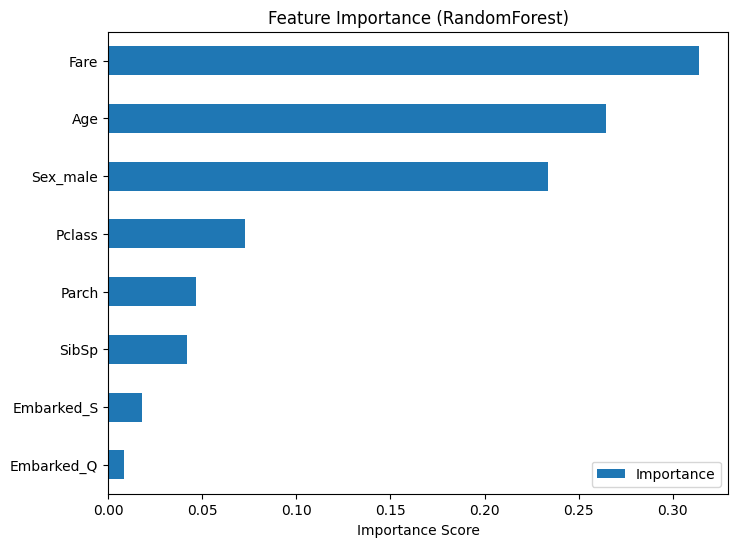 Feature Importance (RandomForest)
Fare
Age
Sex_male
Pclass
Parch
SibSp
Embarked_S
Embarked_Q
Importance
0.00 0.05 0.10 0.15 0.20 0.25 0.30
Importance Score